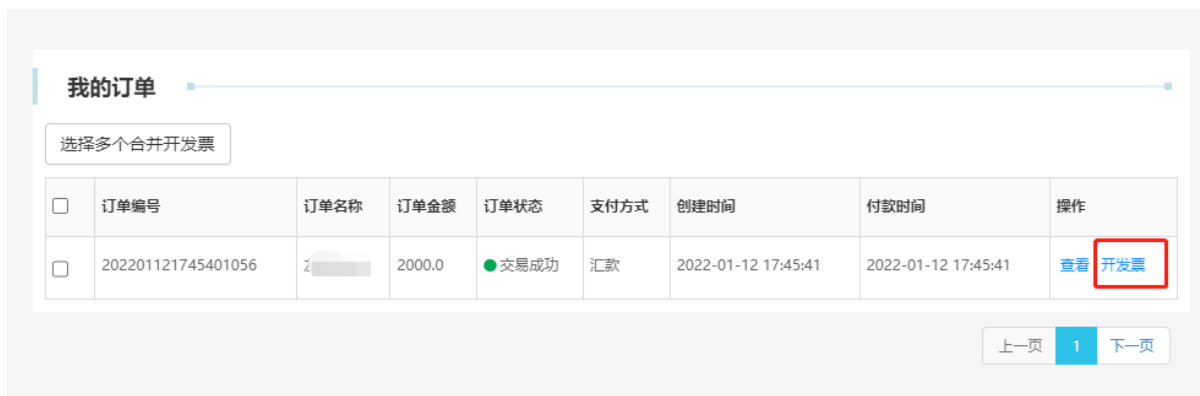 我的订单
选择多个合并开发票
订单编号 订单名称 订单金额 订单状态 支付方式 创建时间 付款时间 操作
202201121745401056 2000.0 交易成功 汇款 2022-01-12 17:45:41 2022-01-12 17:45:41 查看 开发票
上一页 1 下一页